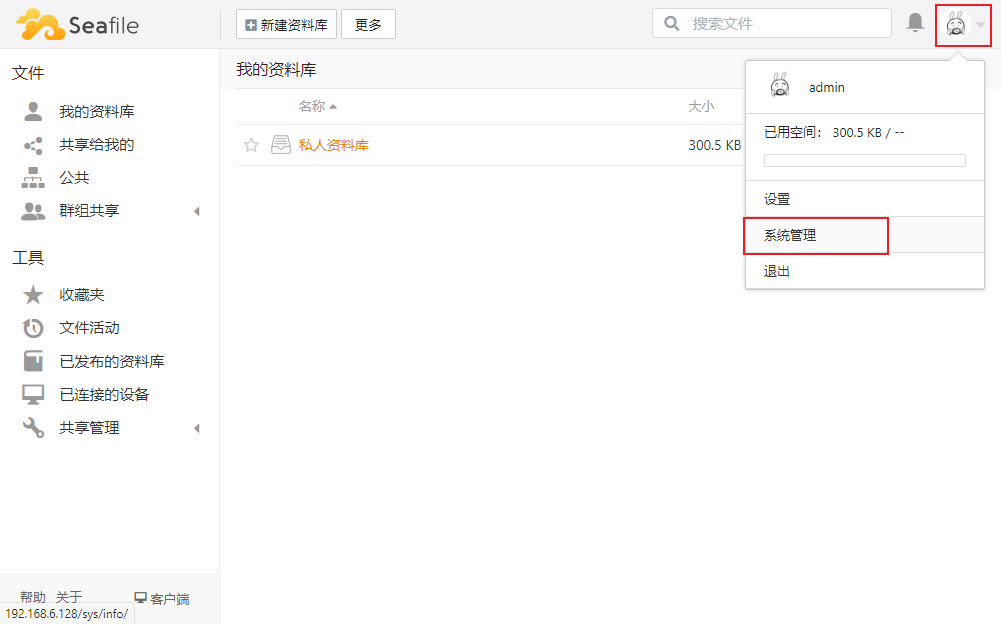 Seafile
新建资料库 更多
搜索文件
文件
我的资料库
共享给我的
公共
群组共享
工具
收藏夹
文件活动
已发布的资料库
已连接的设备
共享管理
帮助 关于 客户端
192.168.6.128/sys/info/
我的资料库
名称 大小
私人资料库 300.5 KB
admin
已用空间: 300.5 KB / --
设置
系统管理
退出